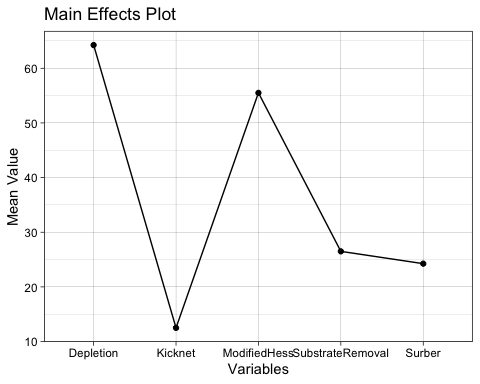 Main Effects Plot
60
50
40
30
20
10
Mean Value
Depletion Kicknet ModifiedHess SubstrateRemoval Surber
Variables